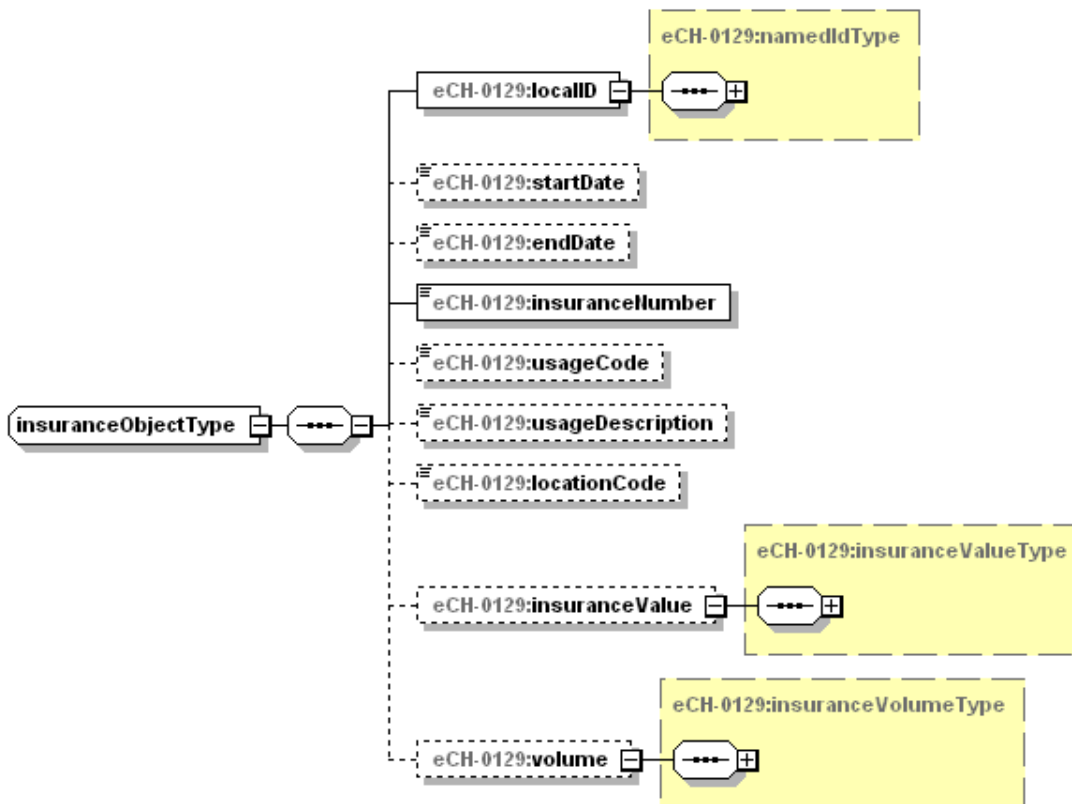 eCH-0129:namedIdType
eCH-0129:localID
eCH-0129:startDate
eCH-0129:endDate
eCH-0129:insuranceNumber
eCH-0129:usageCode
insuranceObjectType
eCH-0129:usageDescription
eCH-0129:locationCode
eCH-0129:insuranceValueType
eCH-0129:insuranceValue
eCH-0129:insuranceVolumeType
eCH-0129:volume